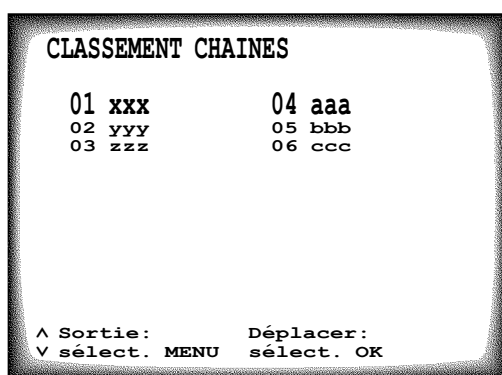 CLASSEMENT CHAINES
01 xxx 04 aaa
02 yyy 05 bbb
03 zzz 06 ccc
^ Sortie: Déplacer:
v sélect. MENU sélect. OK